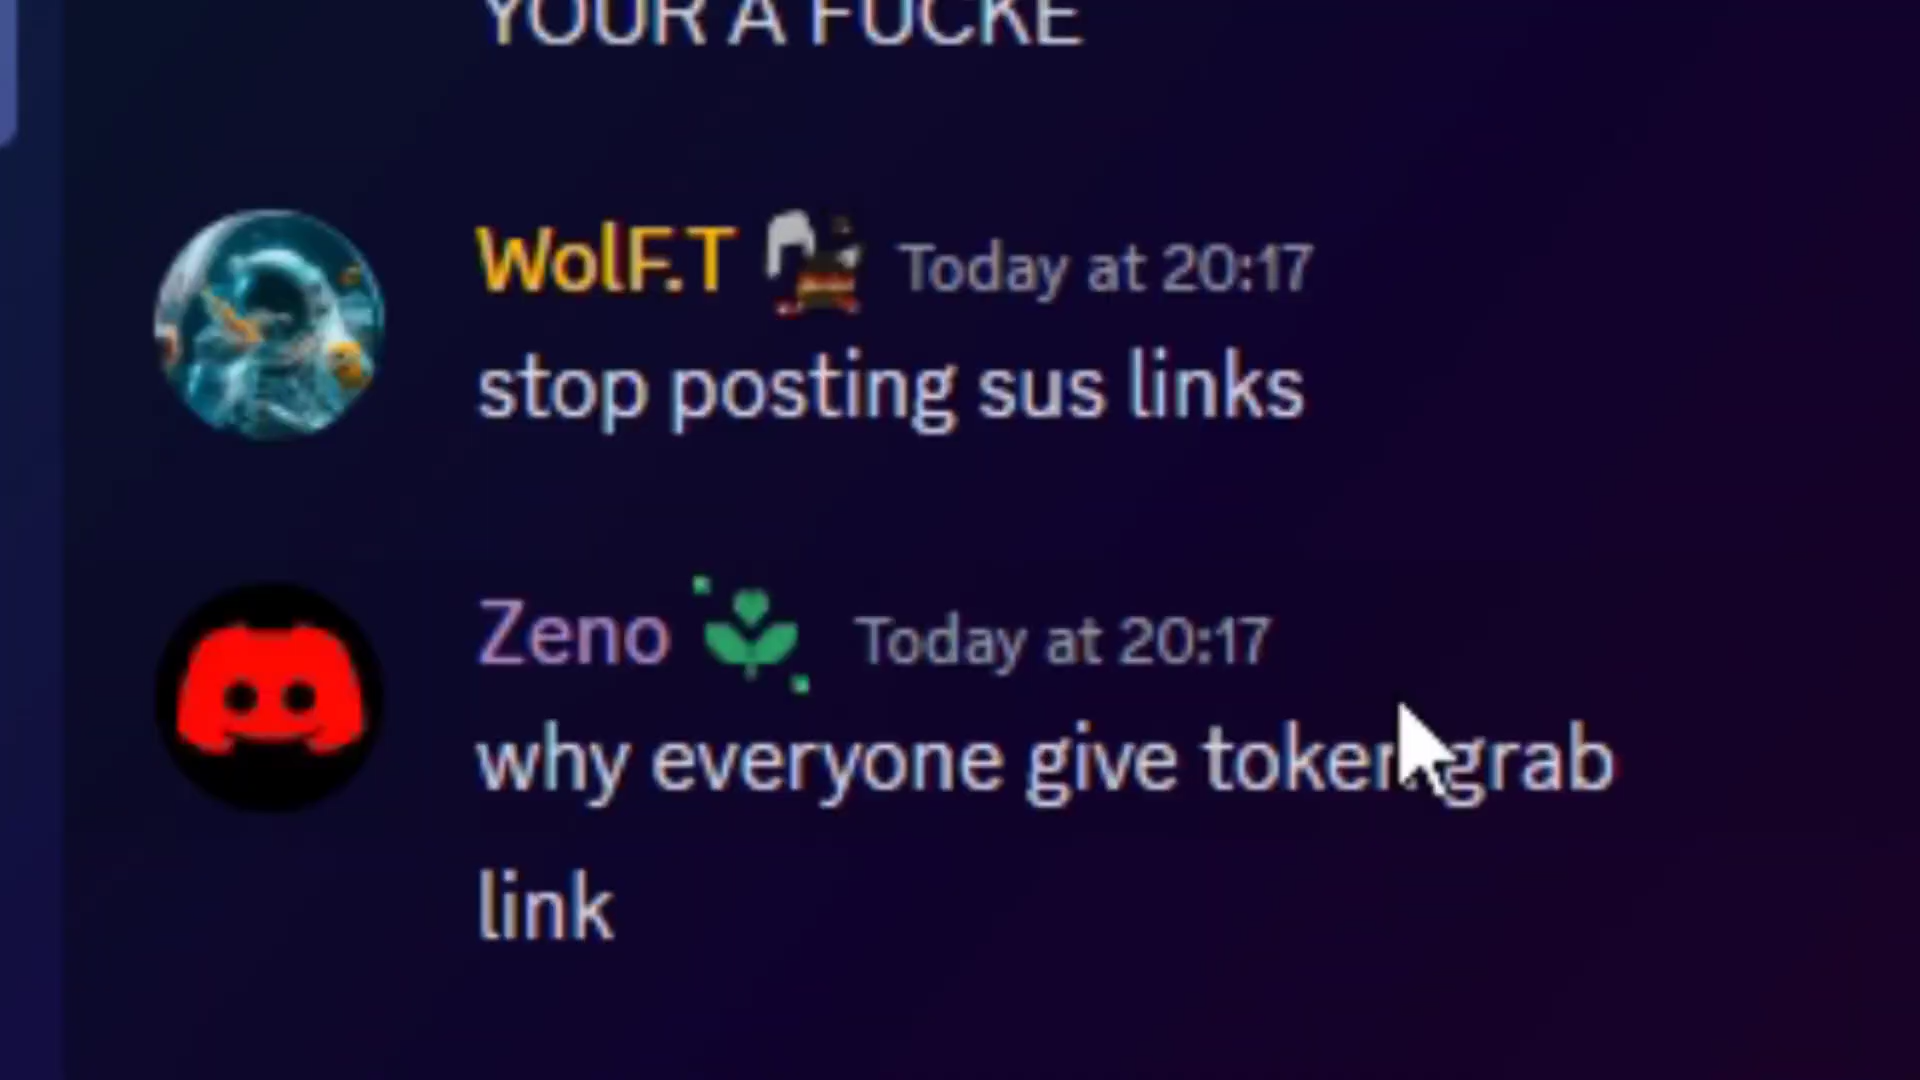 YOUR A FUCKE
WolF.T Today at 20:17
stop posting sus links
Zeno Today at 20:17
why everyone give token grab
link